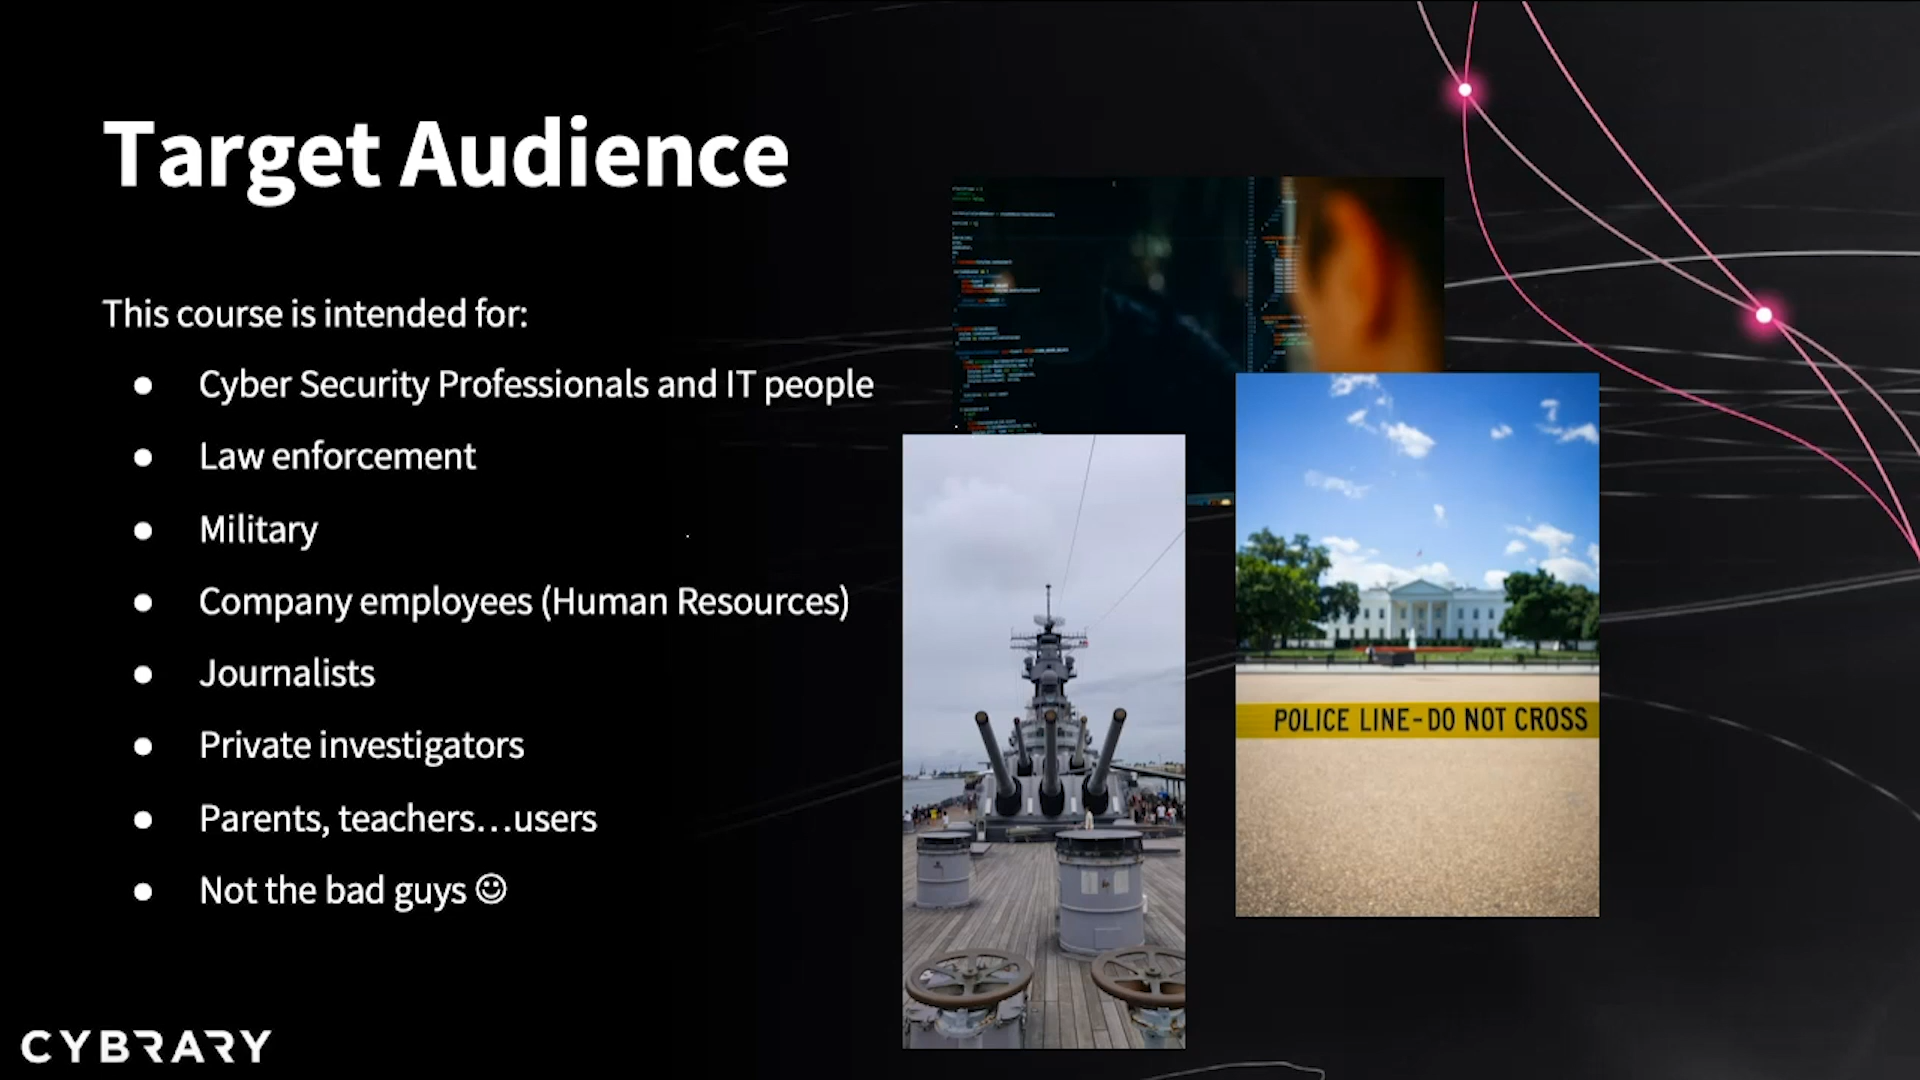 Target Audience
This course is intended for:
● Cyber Security Professionals and IT people
● Law enforcement
● Military
● Company employees (Human Resources)
● Journalists
● Private investigators
● Parents, teachers…users
● Not the bad guys ☺
POLICE LINE-DO NOT CROSS
CYBRARY